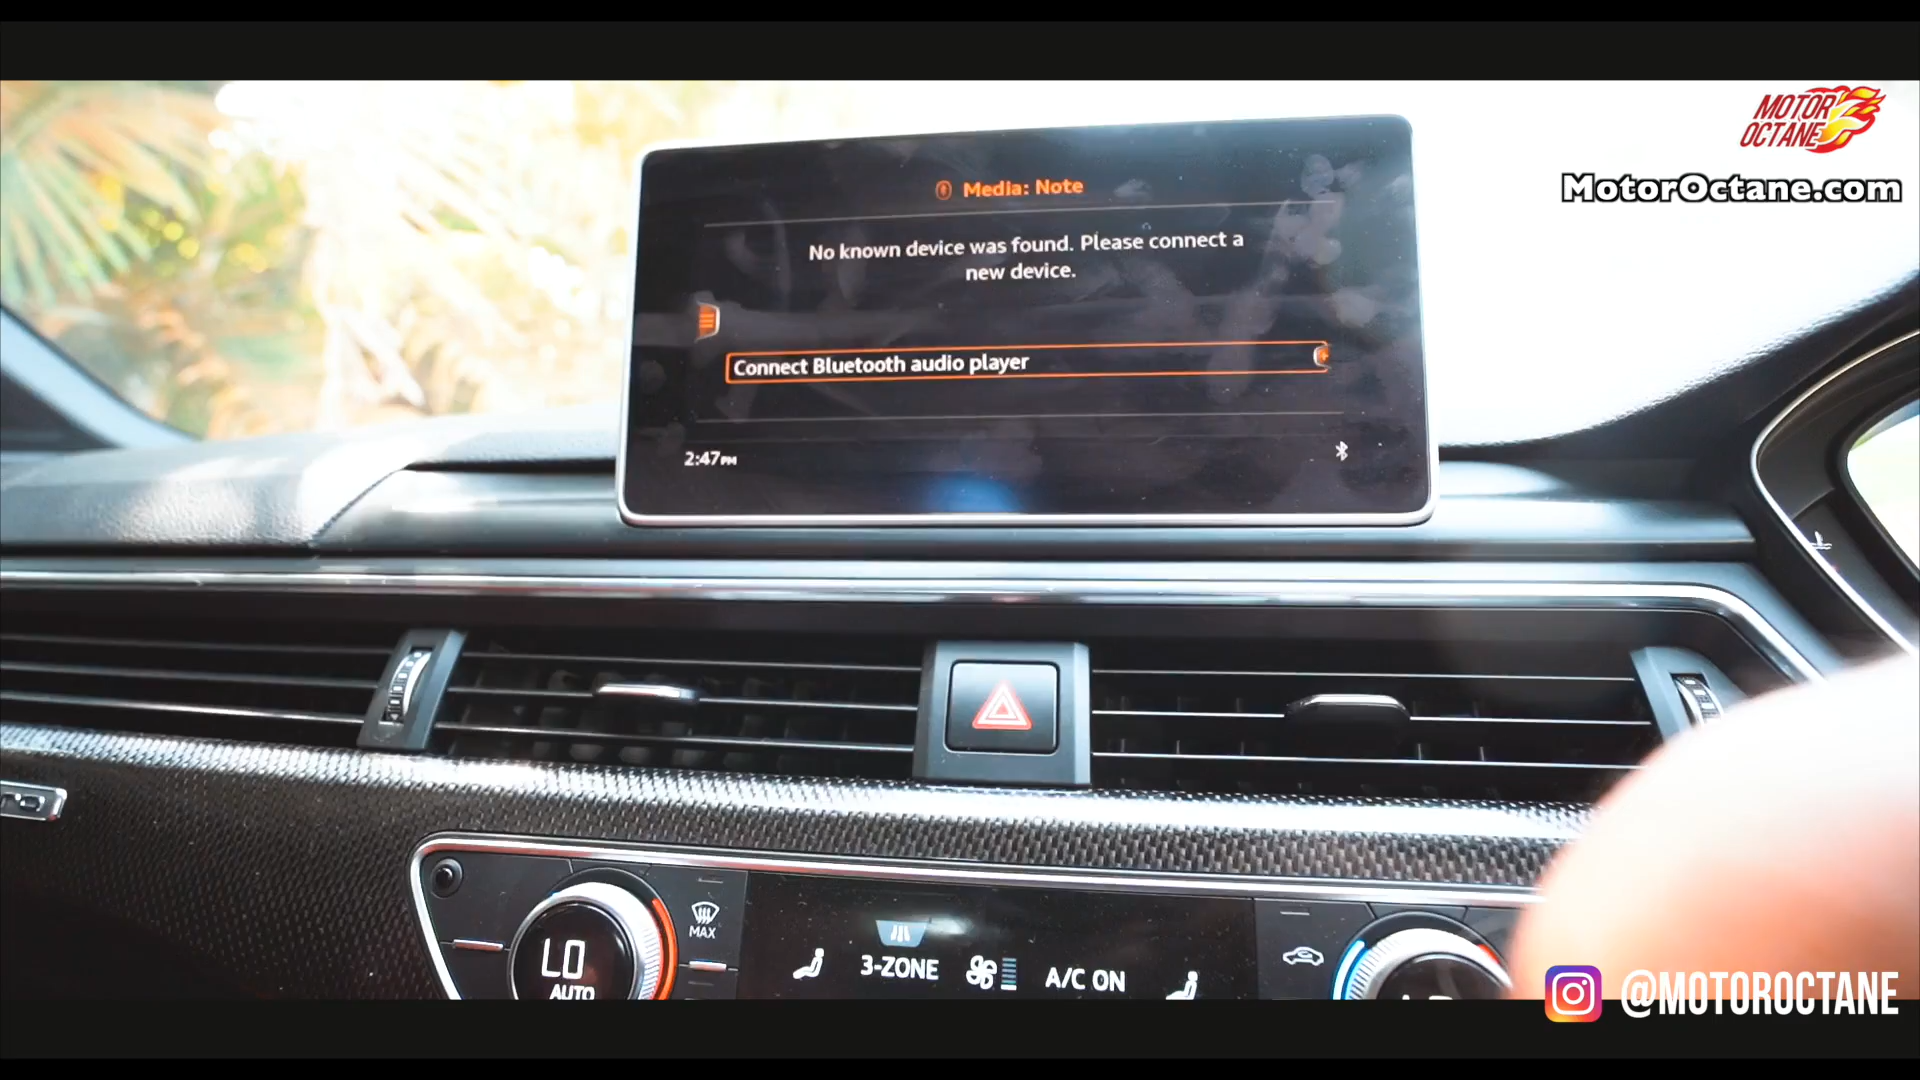 MOTOR
OCTANE
MotorOctane.com
Media: Note
No known device was found. Please connect a
new device.
Connect Bluetooth audio player
2:47PM
MAX
LO
AUTO
3-ZONE
A/C ON
@MOTOROCTANE